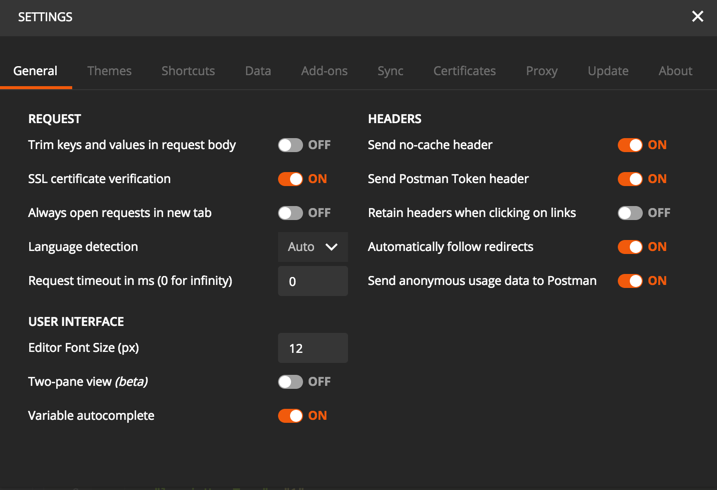 SETTINGS
General Themes Shortcuts Data Add-ons Sync Certificates Proxy Update About
REQUEST
Trim keys and values in request body OFF
SSL certificate verification ON
Always open requests in new tab OFF
Language detection Auto
Request timeout in ms (0 for infinity) 0
USER INTERFACE
Editor Font Size (px) 12
Two-pane view (beta) OFF
Variable autocomplete ON
HEADERS
Send no-cache header ON
Send Postman Token header ON
Retain headers when clicking on links OFF
Automatically follow redirects ON
Send anonymous usage data to Postman ON